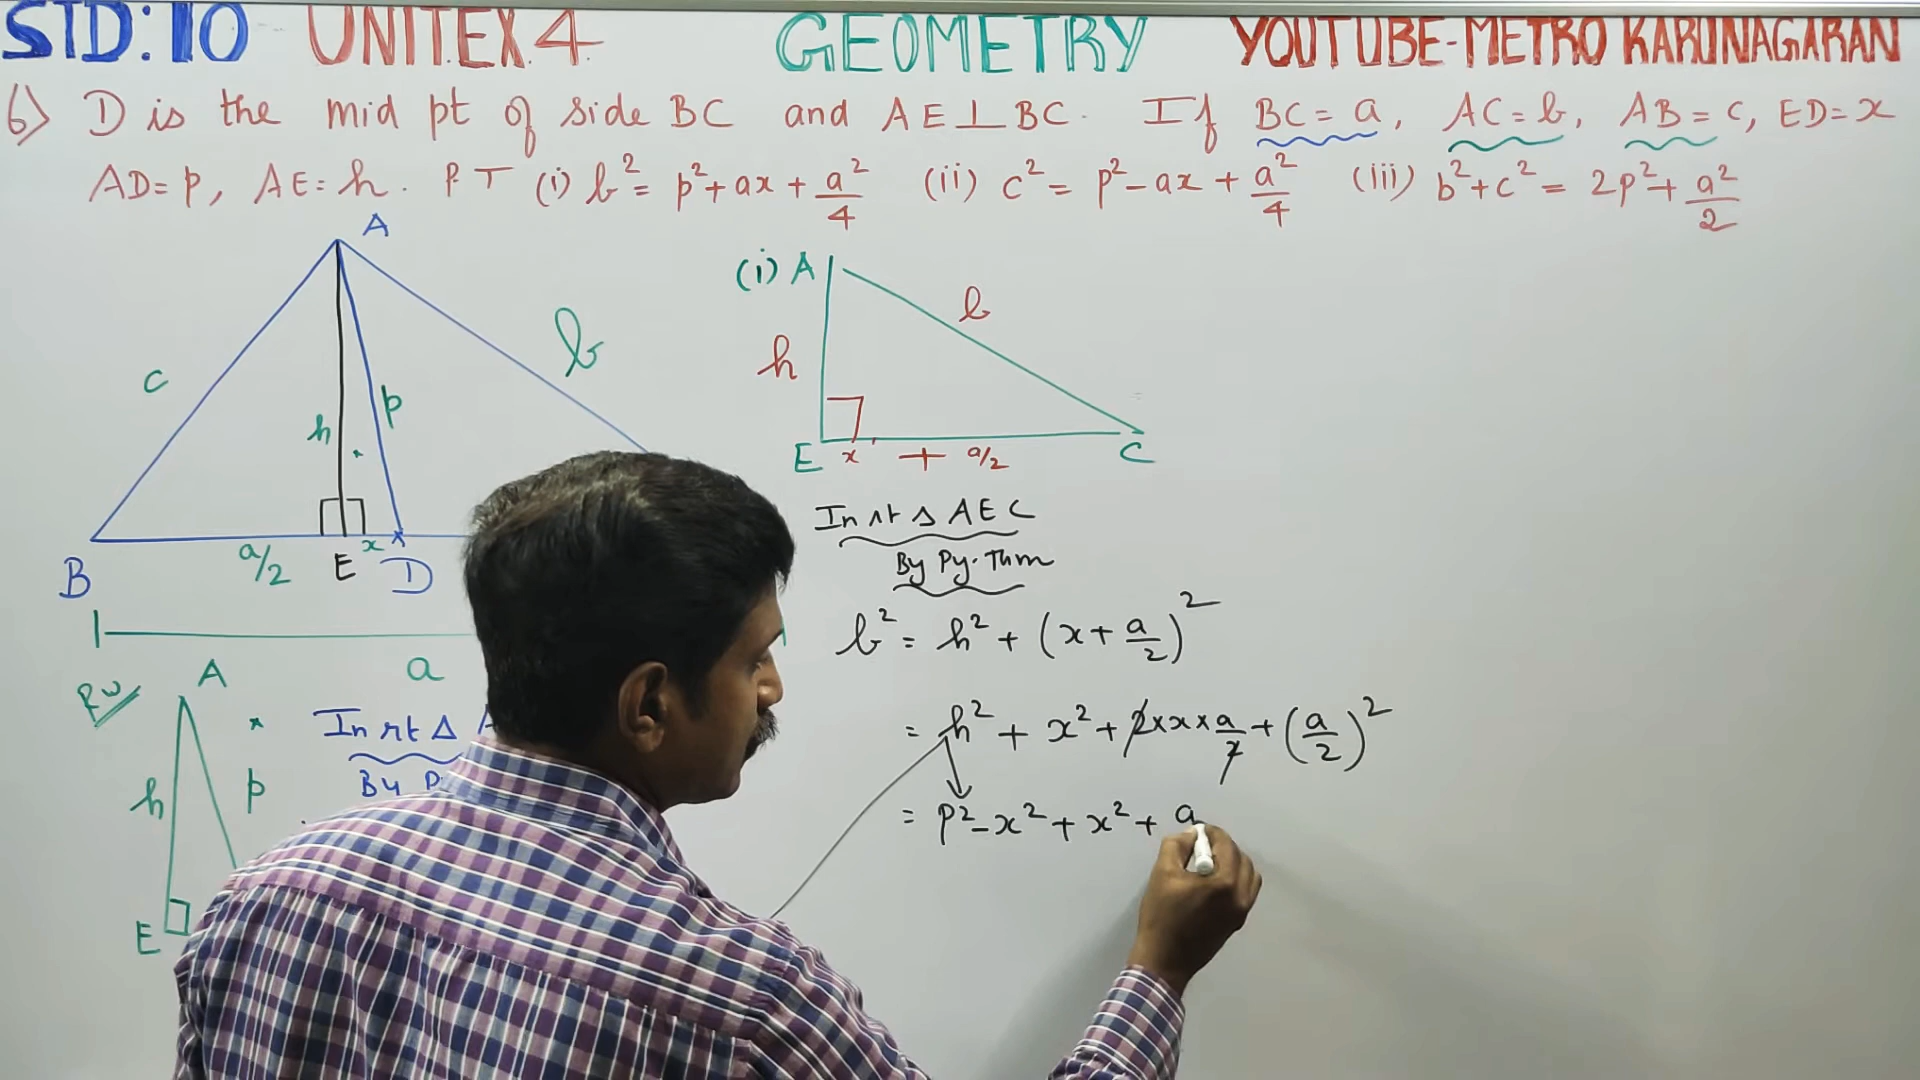 STD: 10 UNIT.EX.4. GEOMETRY YOUTUBE-METRO KARUNAGARAN
6) D is the mid pt of side BC and AE⊥BC. If BC = a, AC = b, AB = c, ED = x
AD = p, AE = h. P T (i) b² = p² + ax + a²/4 (ii) c² = p² - ax + a²/4 (iii) b² + c² = 2p² + a²/2
A
c
b
h
p
B
a/2
E
x
D
a
(i) A
b
h
E x + a/2 C
In rt Δ AEC
By Py. Thm
b² = h² + (x + a/2)²
= h² + x² + 2 × x × a/2 + (a/2)²
= p² - x² + x² + a
RW
A
h
p
E
In rt Δ
By P